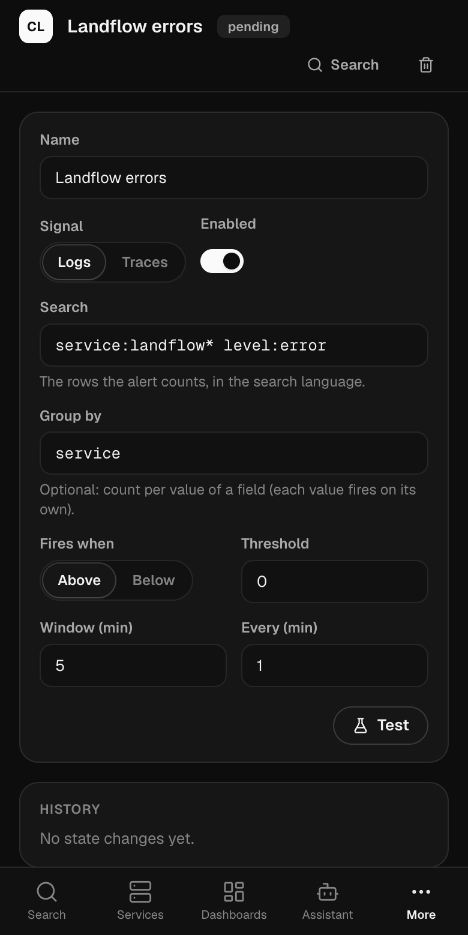 CL Landflow errors pending
Search
Name
Landflow errors
Signal
Enabled
Logs Traces
Search
service:landflow* level:error
The rows the alert counts, in the search language.
Group by
service
Optional: count per value of a field (each value fires on its
own).
Fires when Threshold
Above Below 0
Window (min) Every (min)
5 1
Test
HISTORY
No state changes yet.
Search Services Dashboards Assistant More